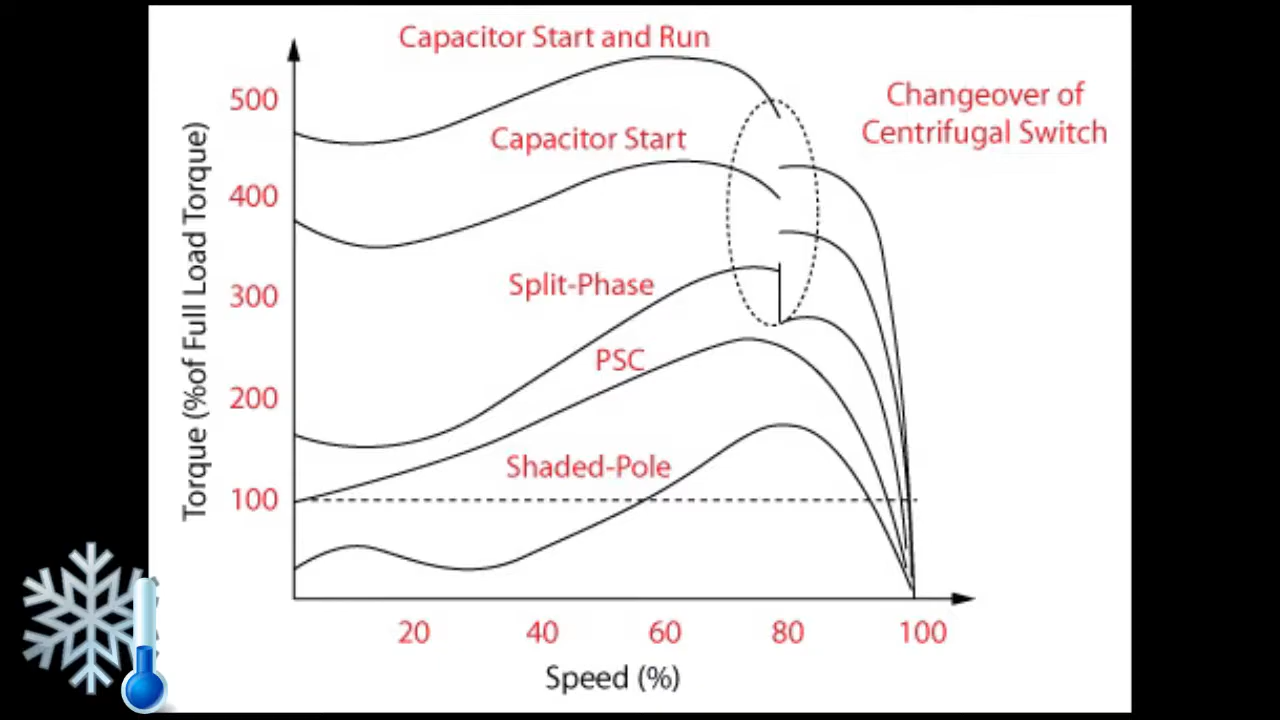 Capacitor Start and Run
Changeover of
Centrifugal Switch
Capacitor Start
Split-Phase
PSC
Shaded-Pole
Torque (%of Full Load Torque)
500
400
300
200
100
20 40 60 80 100
Speed (%)